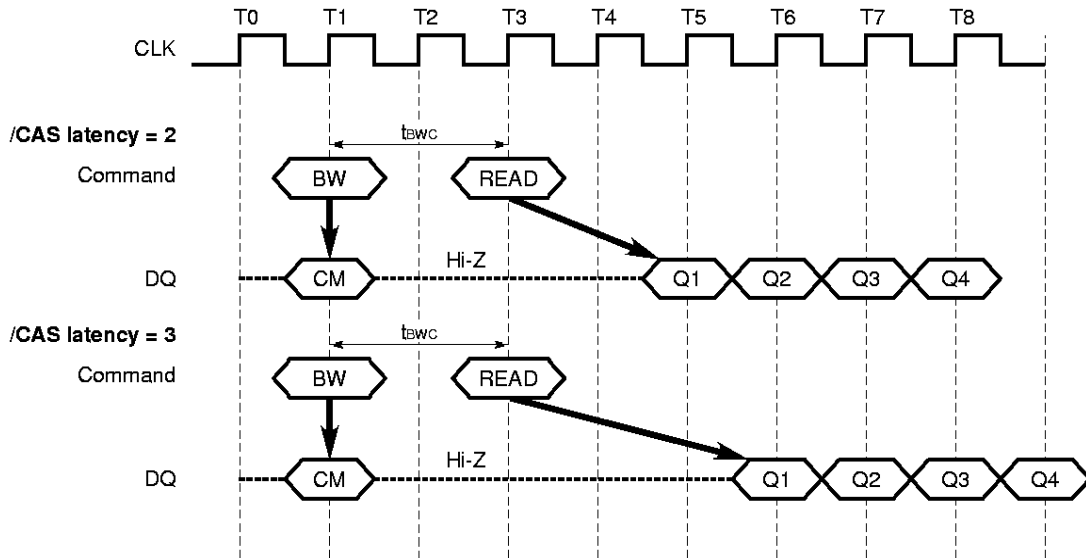 T0 T1 T2 T3 T4 T5 T6 T7 T8
CLK
/CAS latency = 2
tBWC
Command BW READ
Hi-Z
DQ CM Q1 Q2 Q3 Q4
/CAS latency = 3
tBWC
Command BW READ
Hi-Z
DQ CM Q1 Q2 Q3 Q4